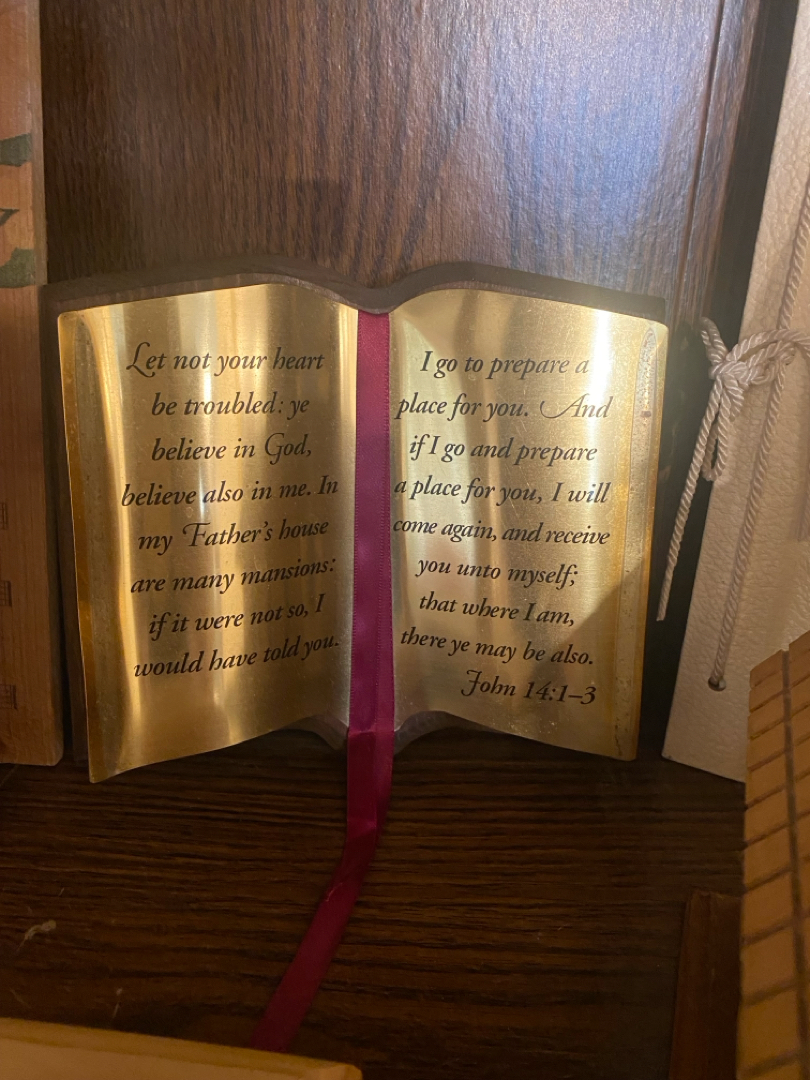 Let not your heart
be troubled: ye
believe in God,
believe also in me. In
my Father's house
are many mansions:
if it were not so, I
would have told you.
I go to prepare a
place for you. And
if I go and prepare
a place for you, I will
come again, and receive
you unto myself;
that where I am,
there ye may be also.
John 14:1–3